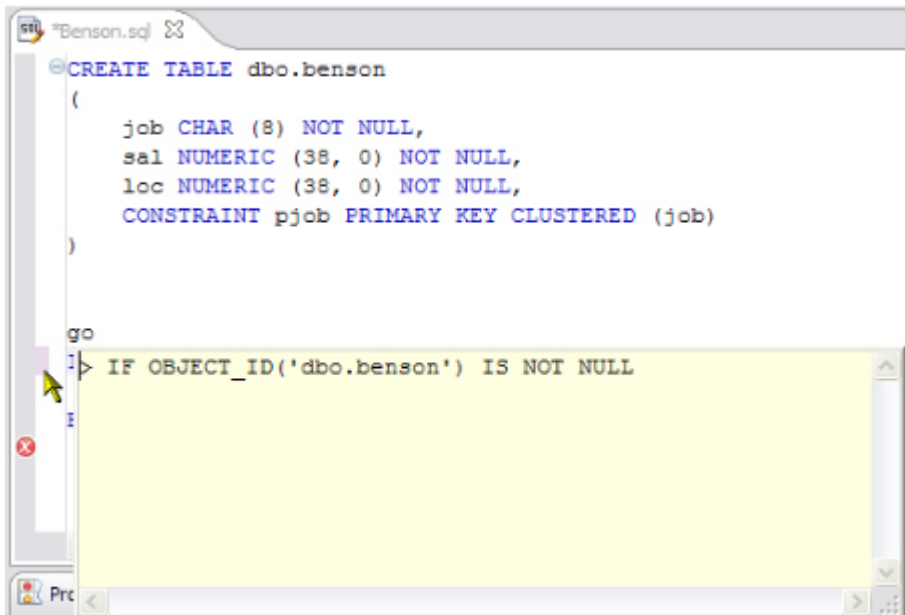 *Benson.sql
CREATE TABLE dbo.benson
(
job CHAR (8) NOT NULL,
sal NUMERIC (38, 0) NOT NULL,
loc NUMERIC (38, 0) NOT NULL,
CONSTRAINT pjob PRIMARY KEY CLUSTERED (job)
)
go
> IF OBJECT_ID('dbo.benson') IS NOT NULL